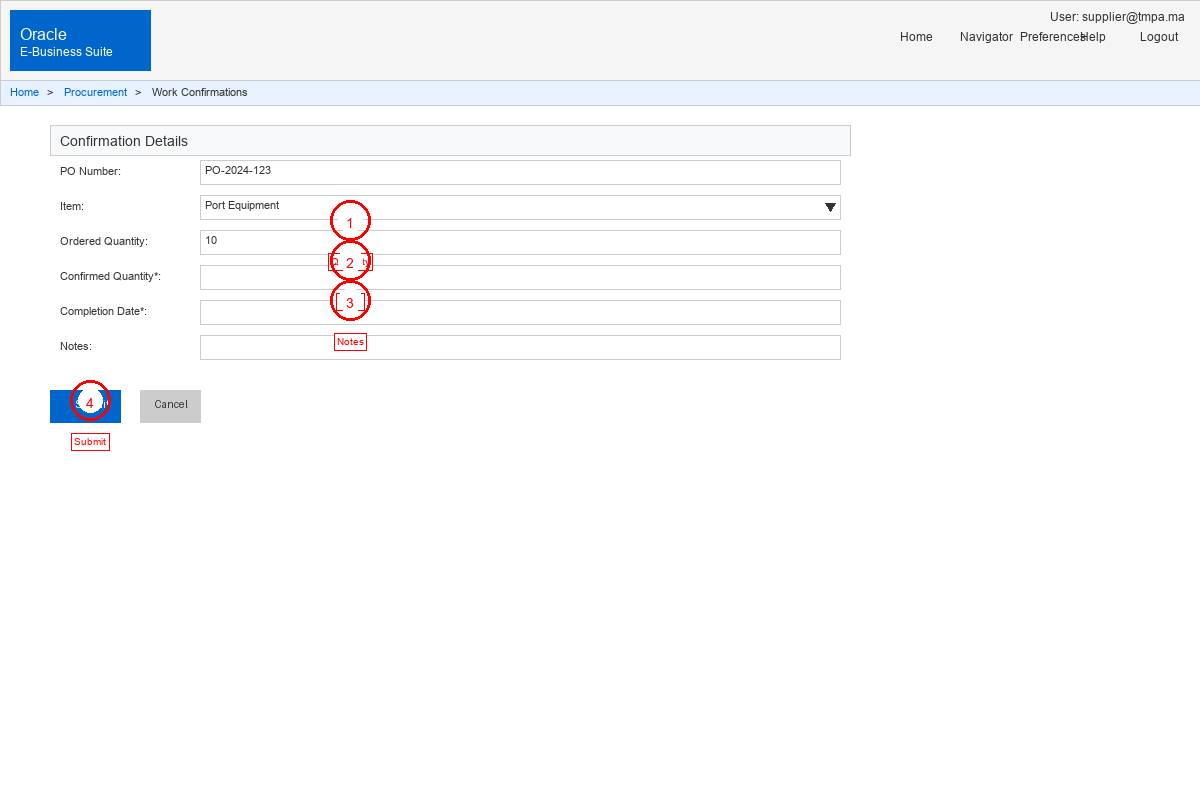 User: supplier@tmpa.ma
Oracle
E-Business Suite
Home Navigator Preferences Help Logout
Home > Procurement > Work Confirmations
Confirmation Details
PO Number: PO-2024-123
Item: Port Equipment
1
Ordered Quantity: 10
2
Confirmed Quantity*:
3
Completion Date*:
Notes:
Notes
4
Cancel
Submit